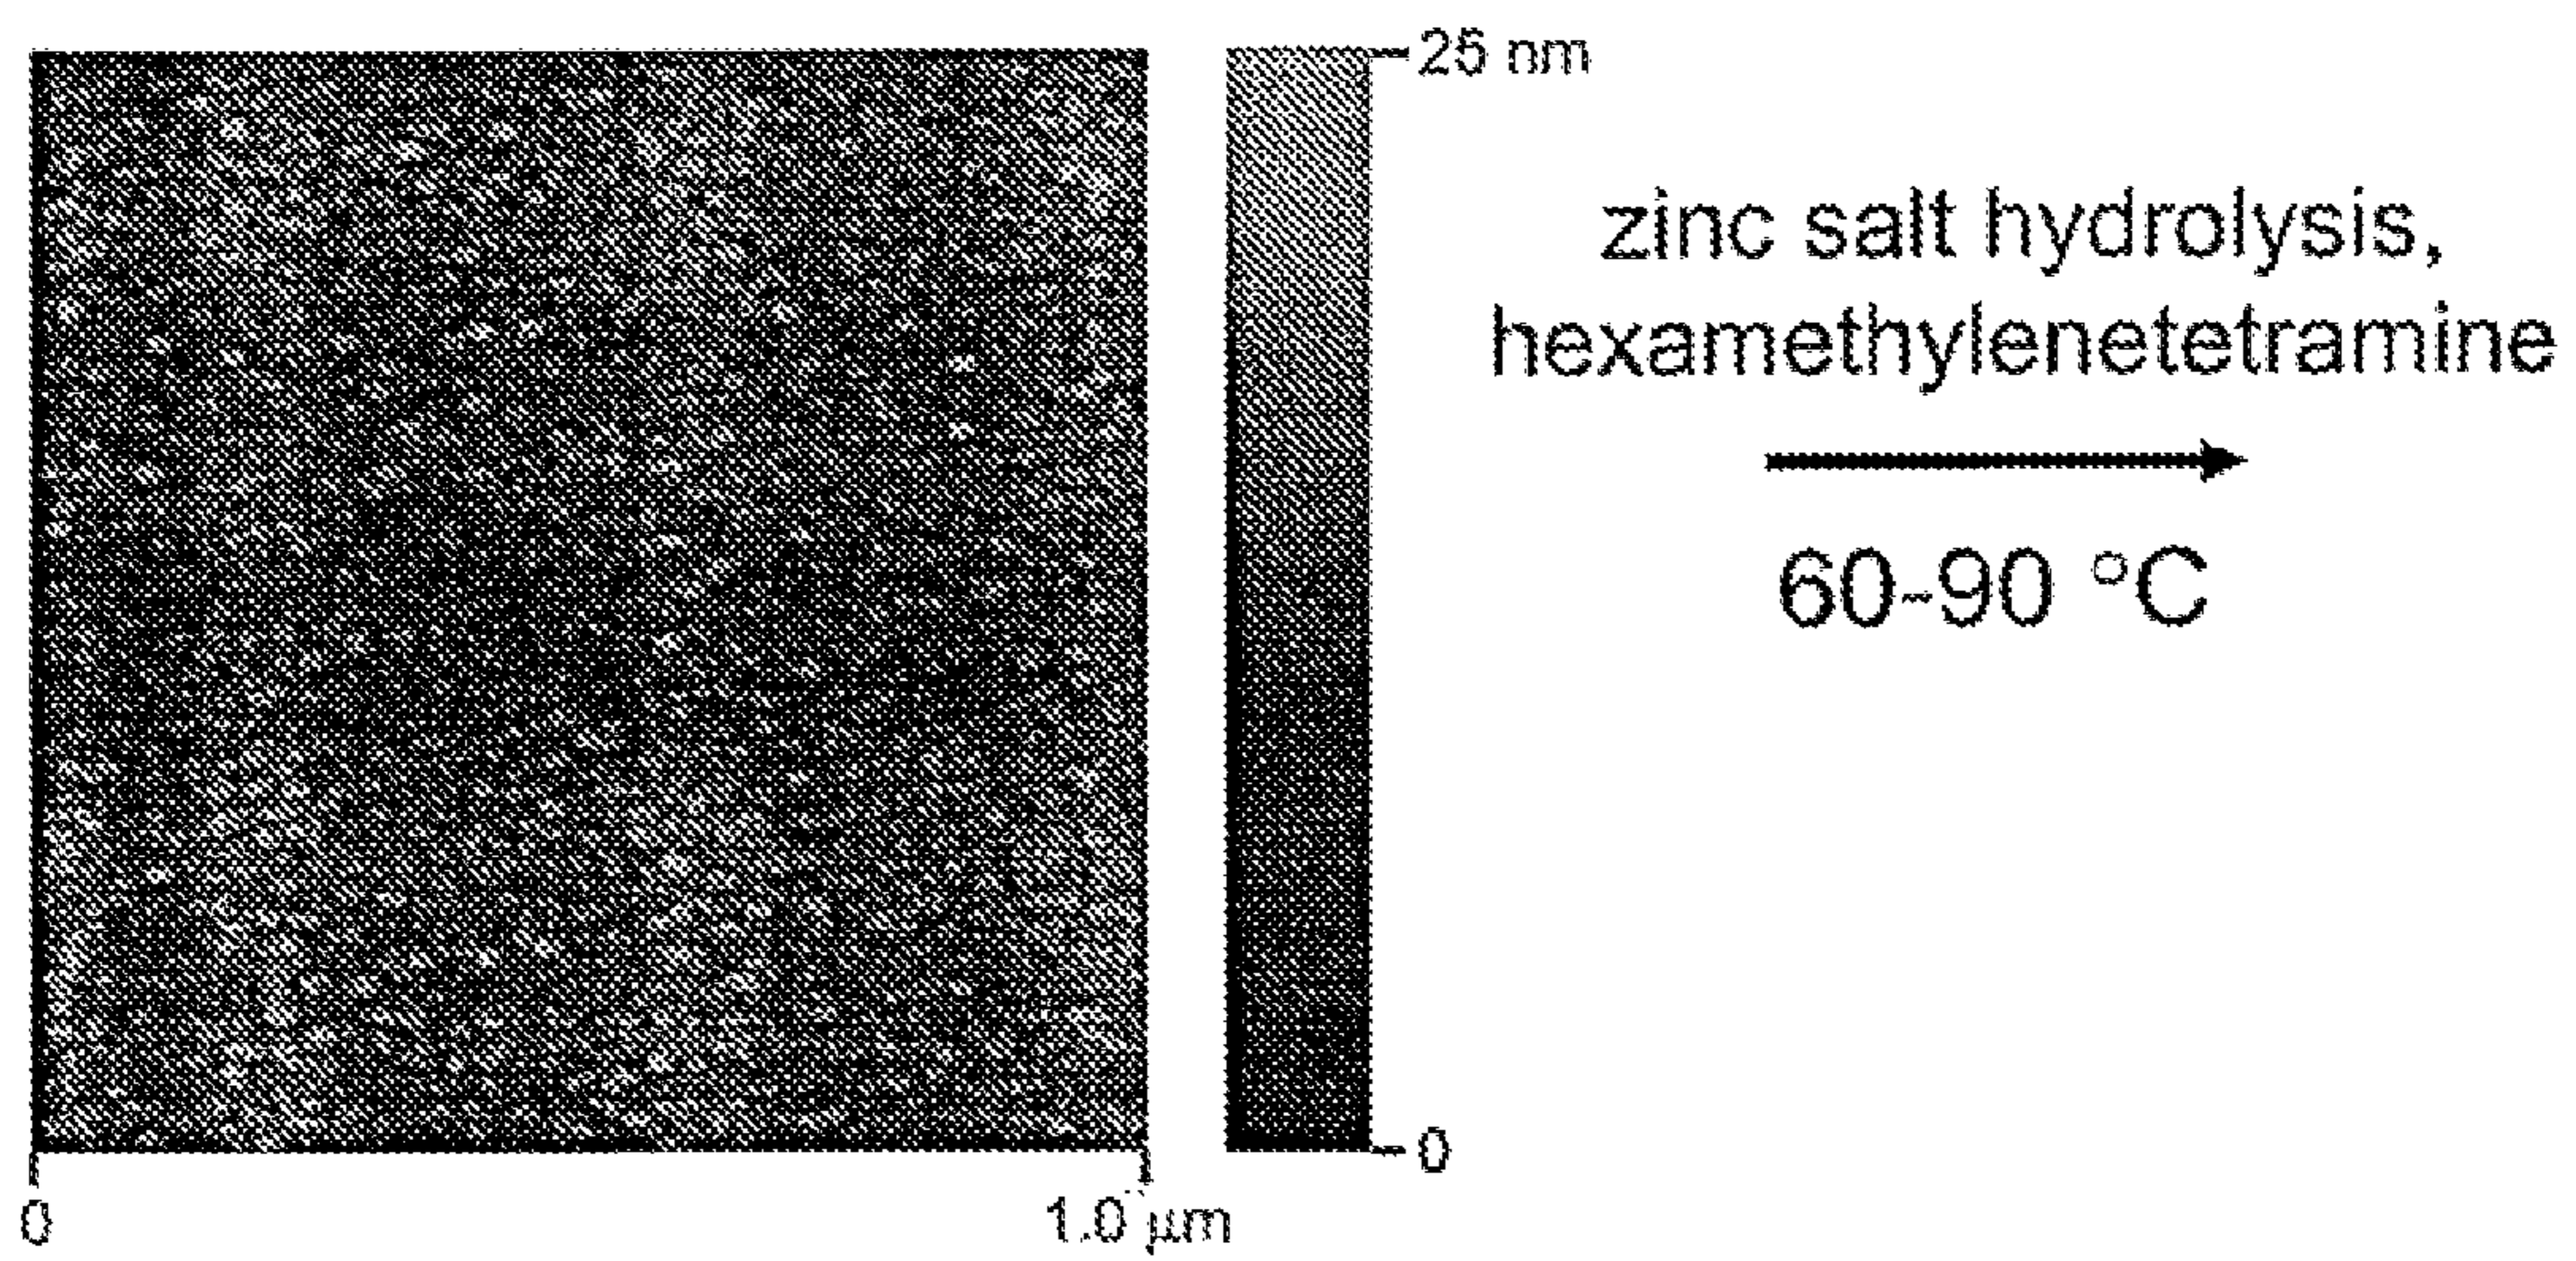 25 nm
zinc salt hydrolysis,
hexamethylenetetramine
60-90 °C
0
0
1.0 µm